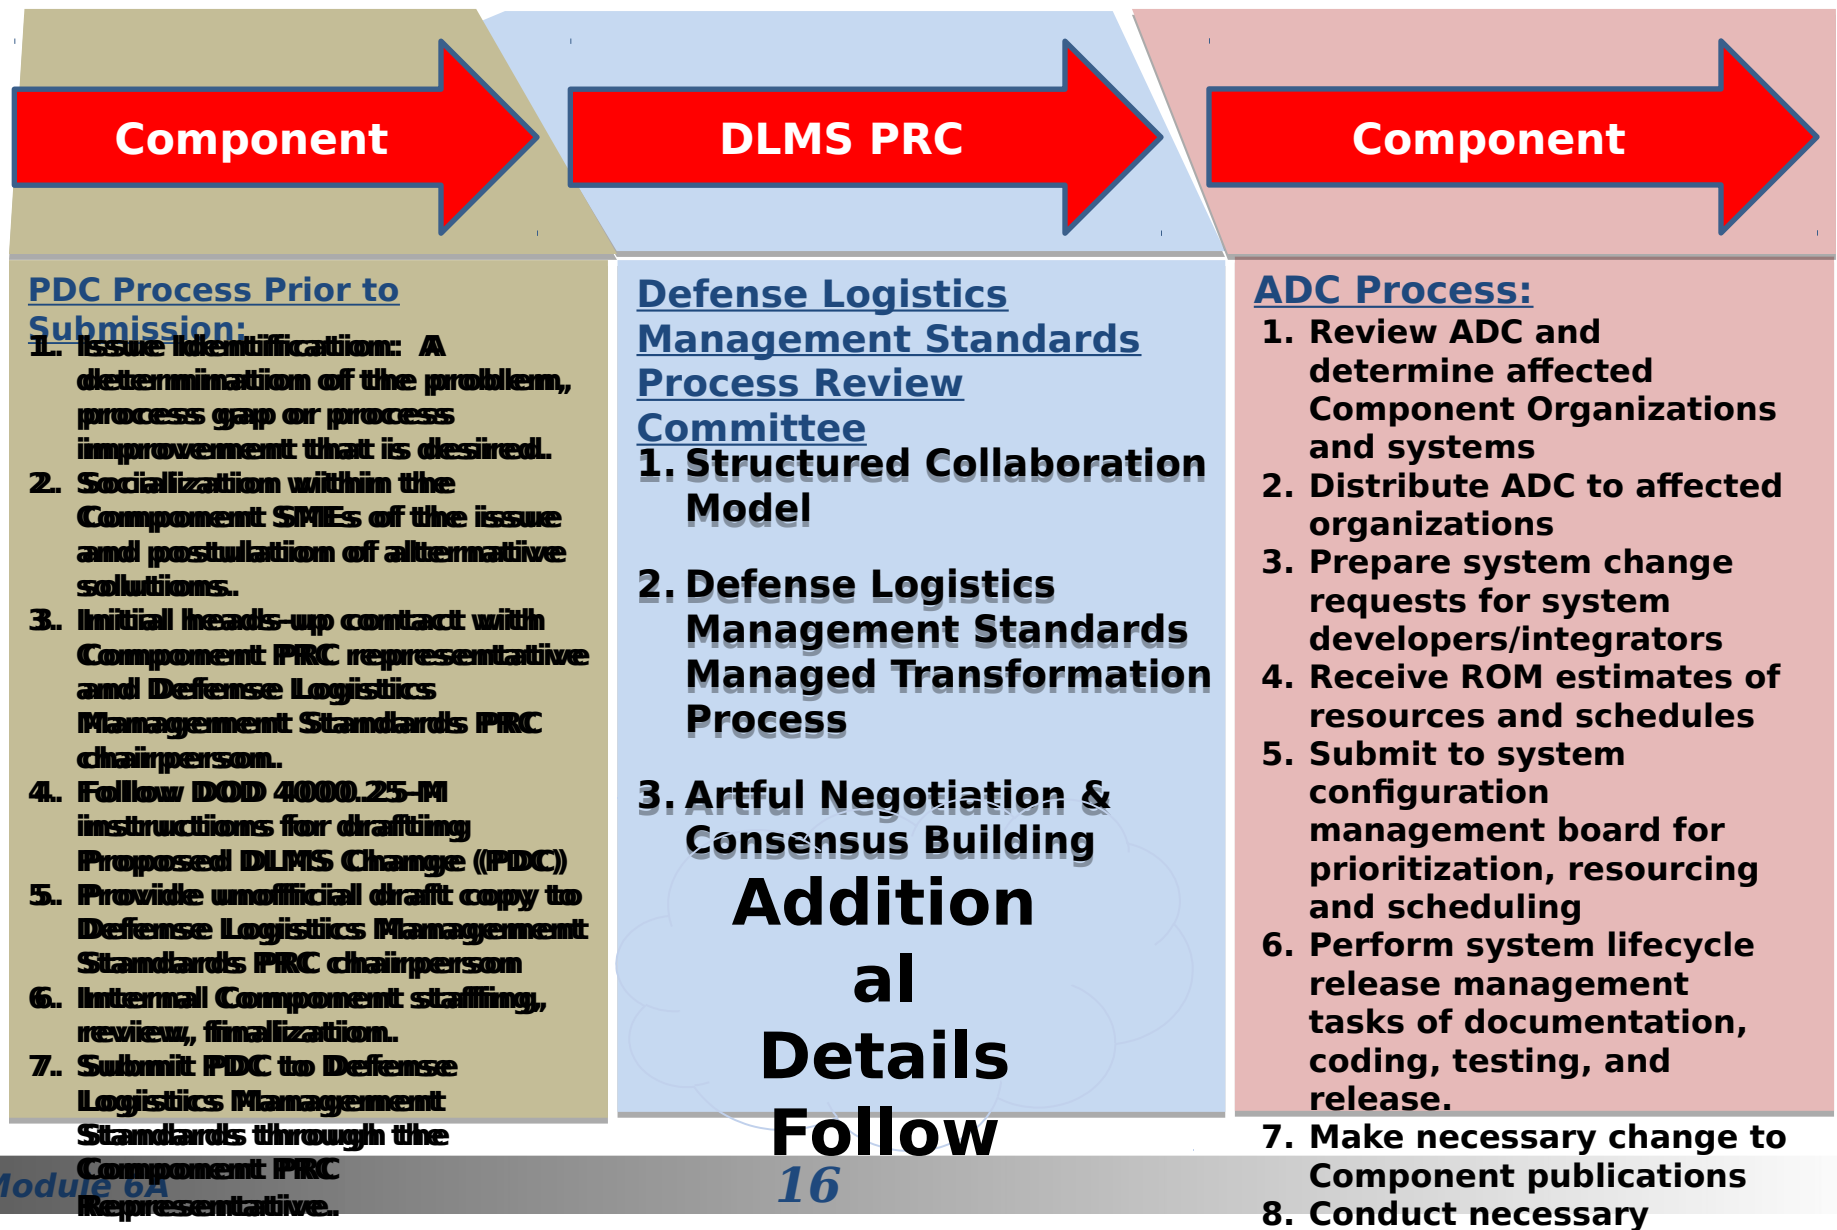 Component
DLMS PRC
Component
PDC Process Prior to
Submission:
1. Issue Identification: A
determination of the problem,
process gap or process
improvement that is desired.
2. Socialization within the
Component SMEs of the issue
and postulation of alternative
solutions.
3. Initial heads-up contact with
Component PRC representative
and Defense Logistics
Management Standards PRC
chairperson.
4. Follow DOD 4000.25-M
instructions for drafting
Proposed DLMS Change (PDC)
5. Provide unofficial draft copy to
Defense Logistics Management
Standards PRC chairperson
6. Internal Component staffing,
review, finalization.
7. Submit PDC to Defense
Logistics Management
Standards through the
Component PRC
Representative.
Defense Logistics
Management Standards
Process Review
Committee
1. Structured Collaboration
Model
2. Defense Logistics
Management Standards
Managed Transformation
Process
3. Artful Negotiation &
Consensus Building
Addition
al
Details
Follow
ADC Process:
1. Review ADC and
determine affected
Component Organizations
and systems
2. Distribute ADC to affected
organizations
3. Prepare system change
requests for system
developers/integrators
4. Receive ROM estimates of
resources and schedules
5. Submit to system
configuration
management board for
prioritization, resourcing
and scheduling
6. Perform system lifecycle
release management
tasks of documentation,
coding, testing, and
release.
7. Make necessary change to
Component publications
8. Conduct necessary
Module 6A
16